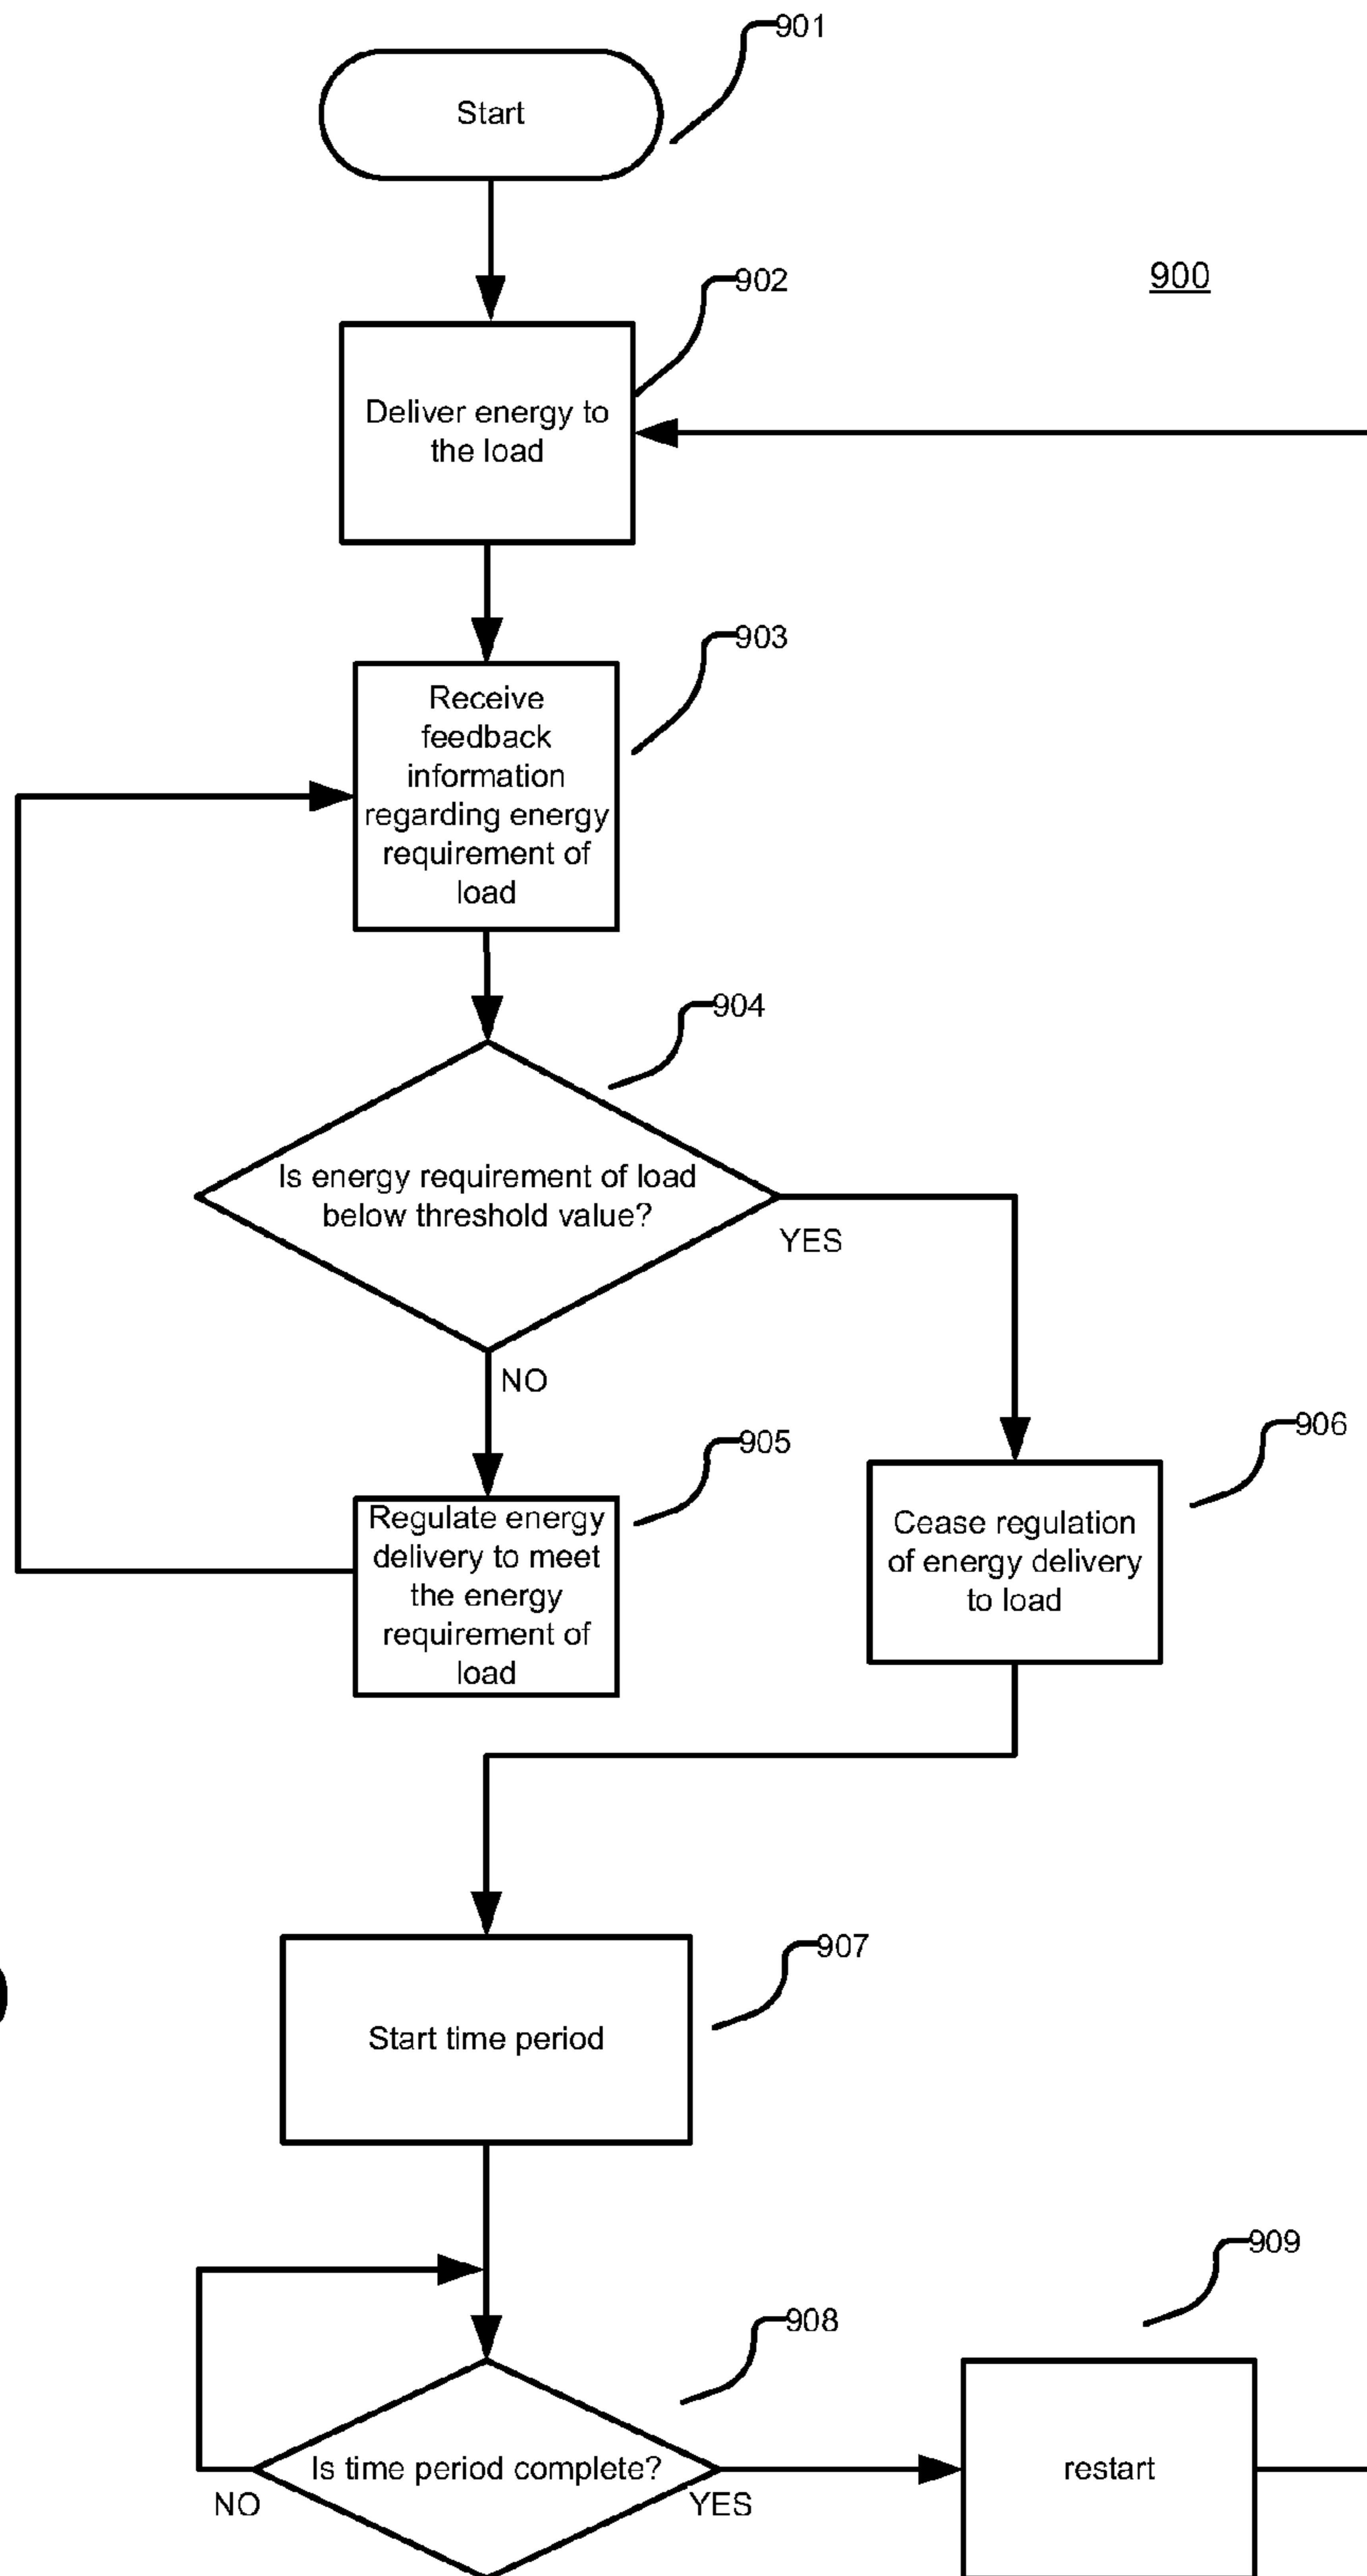 901
Start
900
902
Deliver energy to
the load
903
Receive
feedback
information
regarding energy
requirement of
load
904
Is energy requirement of load
below threshold value?
YES
NO
905
906
Regulate energy
delivery to meet
the energy
requirement of
load
Cease regulation
of energy delivery
to load
907
Start time period
909
908
Is time period complete?
restart
NO
YES